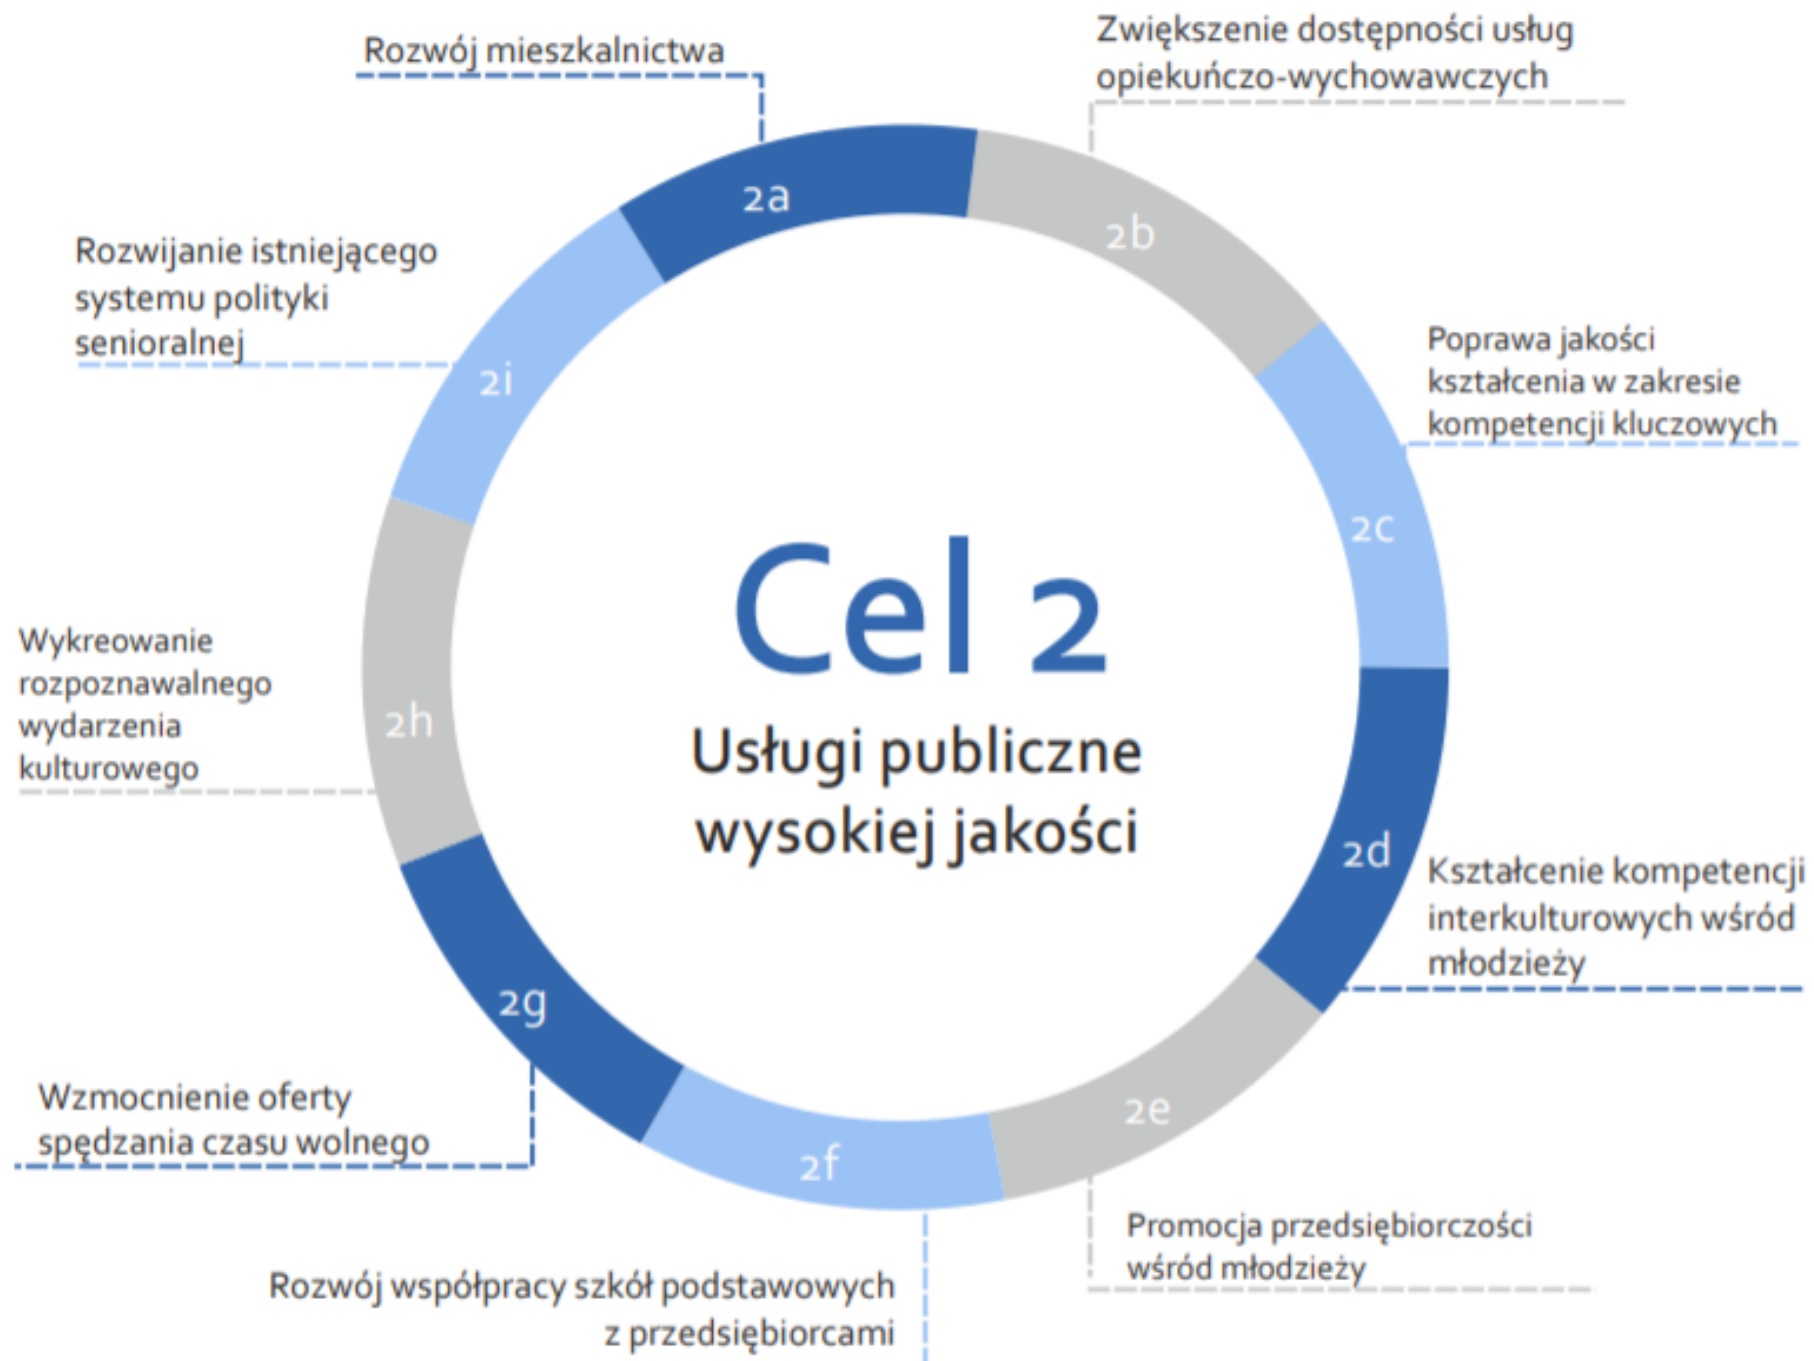 Rozwój mieszkalnictwa
2a
Zwiększenie dostępności usług
opiekuńczo-wychowawczych
2b
Poprawa jakości
kształcenia w zakresie
kompetencji kluczowych
2c
Kształcenie kompetencji
interkulturowych wśród
młodzieży
2d
Promocja przedsiębiorczości
wśród młodzieży
2e
Rozwój współpracy szkół podstawowych
z przedsiębiorcami
2f
Wzmocnienie oferty
spędzania czasu wolnego
2g
Wykreowanie
rozpoznawalnego
wydarzenia
kulturowego
2h
Rozwijanie istniejącego
systemu polityki
senioralnej
2i
Cel 2
Usługi publiczne
wysokiej jakości